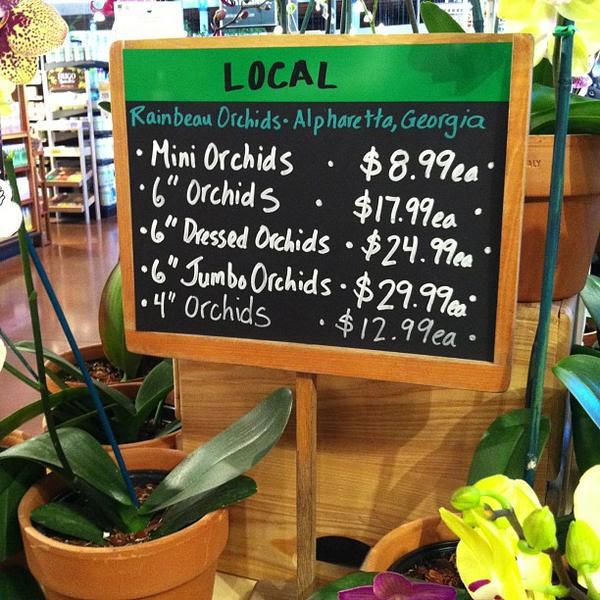 LOCAL
Rainbeau Orchids · Alpharetta, Georgia
· Mini Orchids · $8.99ea ·
· 6" Orchids · $17.99ea ·
· 6" Dressed Orchids · $24.99ea ·
· 6" Jumbo Orchids · $29.99ea ·
· 4" Orchids · $12.99ea ·
ALY